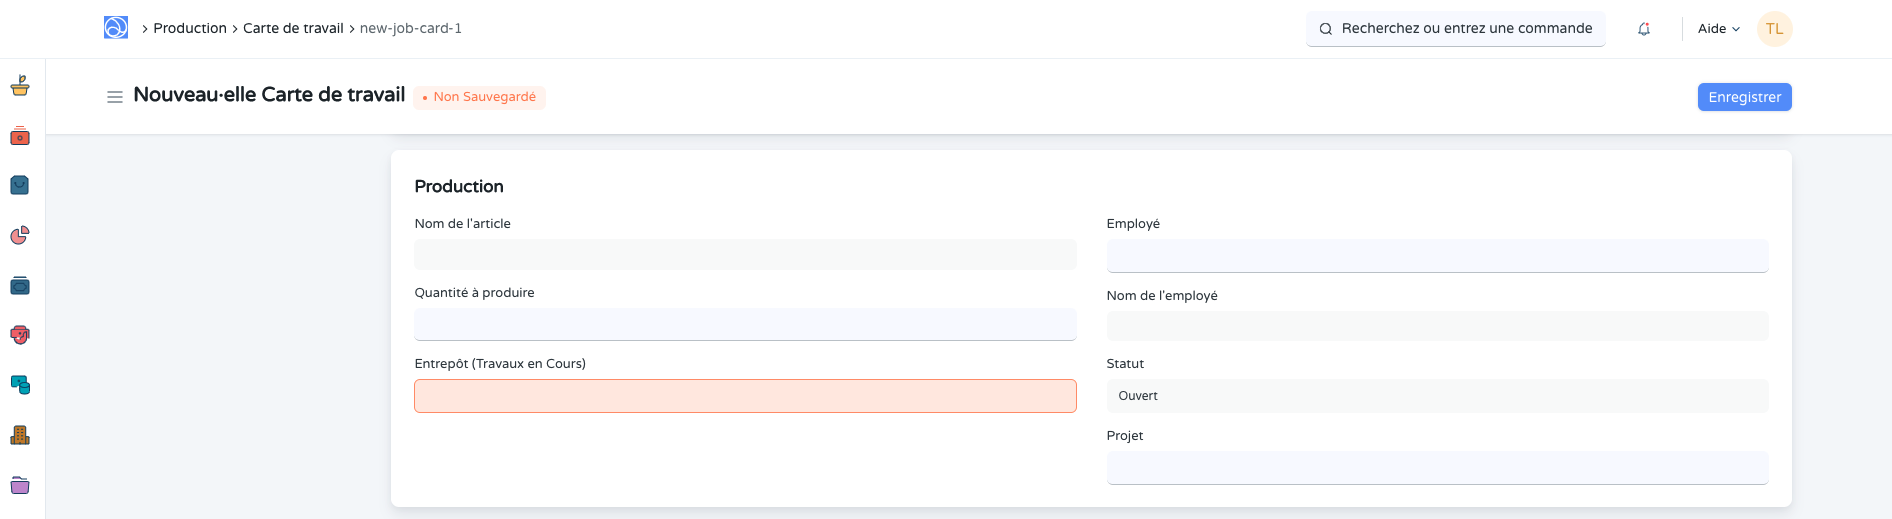 Production
Carte de travail
new-job-card-1
Recherchez ou entrez une commande
Aide
TL
Nouveau·elle Carte de travail
Non Sauvegardé
Enregistrer
Production
Nom de l'article
Employé
Quantité à produire
Nom de l'employé
Entrepôt (Travaux en Cours)
Statut
Ouvert
Projet